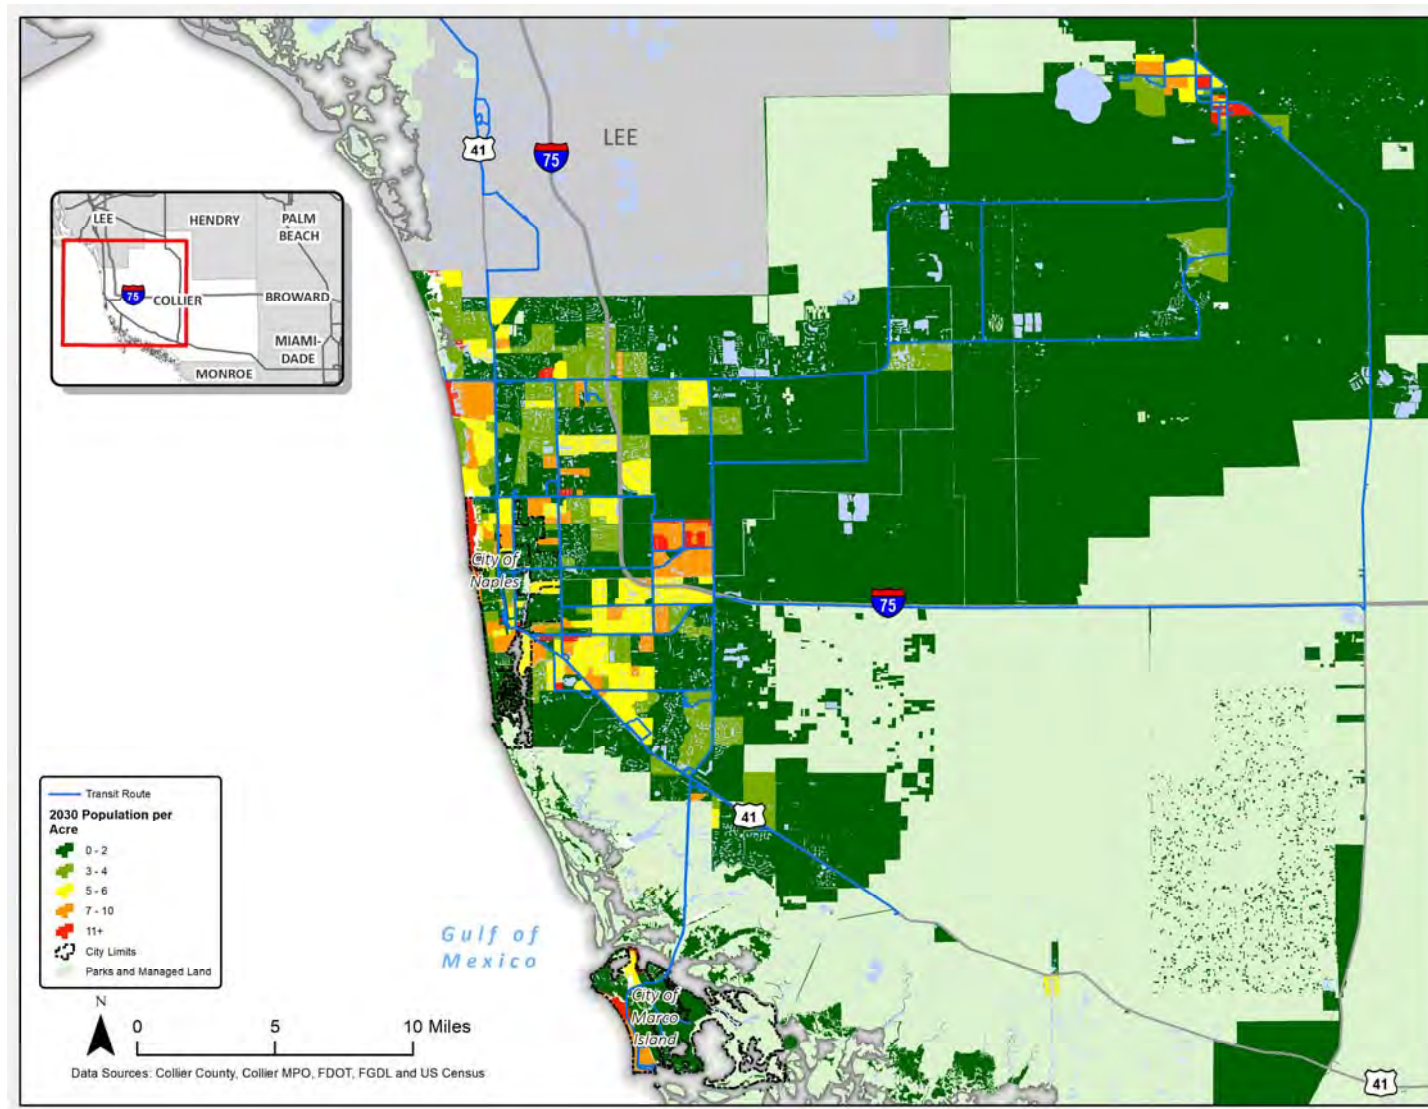 41
75
LEE
LEE
HENDRY
PALM
BEACH
75
COLLIER
BROWARD
MIAMI-
DADE
MONROE
City of
Naples
75
41
Transit Route
2030 Population per
Acre
0 - 2
3 - 4
5 - 6
7 - 10
11+
City Limits
Parks and Managed Land
Gulf of
Mexico
City of
Marco
Island
N
0 5 10 Miles
Data Sources: Collier County, Collier MPO, FDOT, FGDL and US Census
41